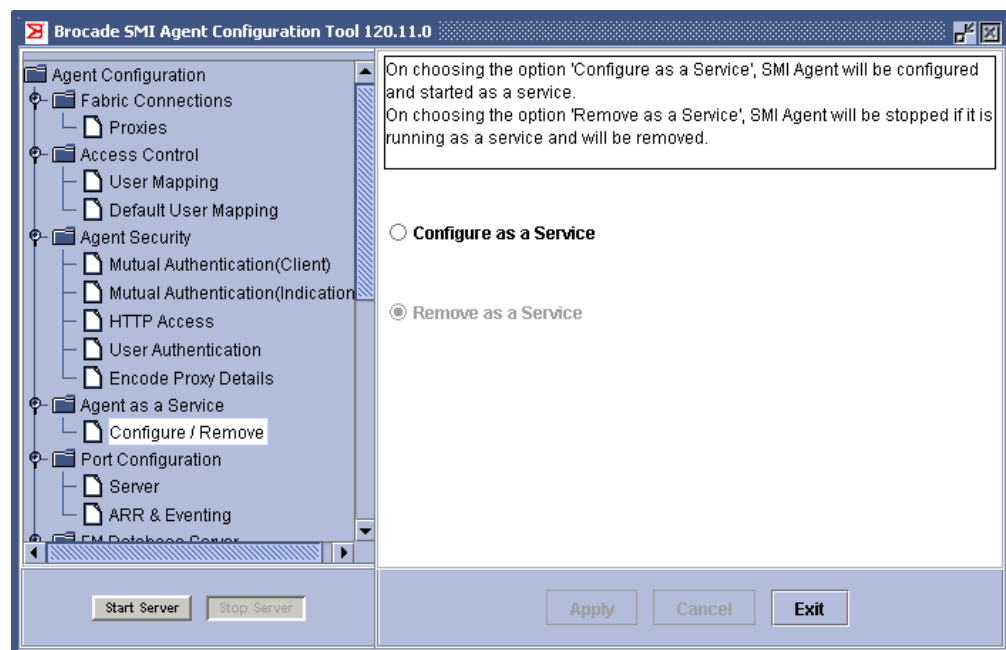 Brocade SMI Agent Configuration Tool 120.11.0
Agent Configuration
Fabric Connections
Proxies
Access Control
User Mapping
Default User Mapping
Agent Security
Mutual Authentication(Client)
Mutual Authentication(Indication
HTTP Access
User Authentication
Encode Proxy Details
Agent as a Service
Configure / Remove
Port Configuration
Server
ARR & Eventing
Start Server
Stop Server
On choosing the option 'Configure as a Service', SMI Agent will be configured
and started as a service.
On choosing the option 'Remove as a Service', SMI Agent will be stopped if it is
running as a service and will be removed.
Configure as a Service
Remove as a Service
Apply
Cancel
Exit